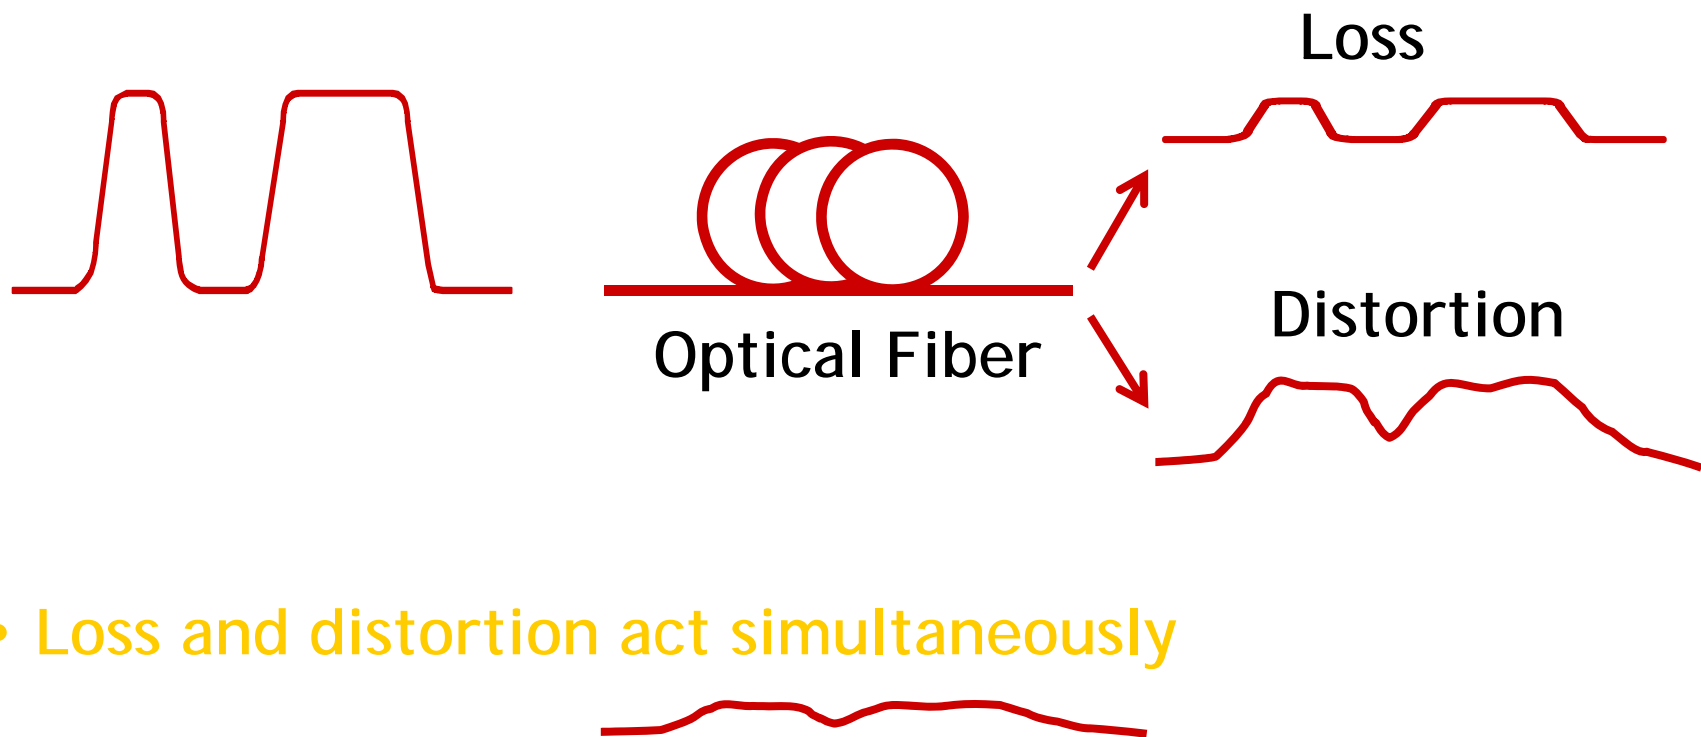 Loss
Optical Fiber
Distortion
• Loss and distortion act simultaneously